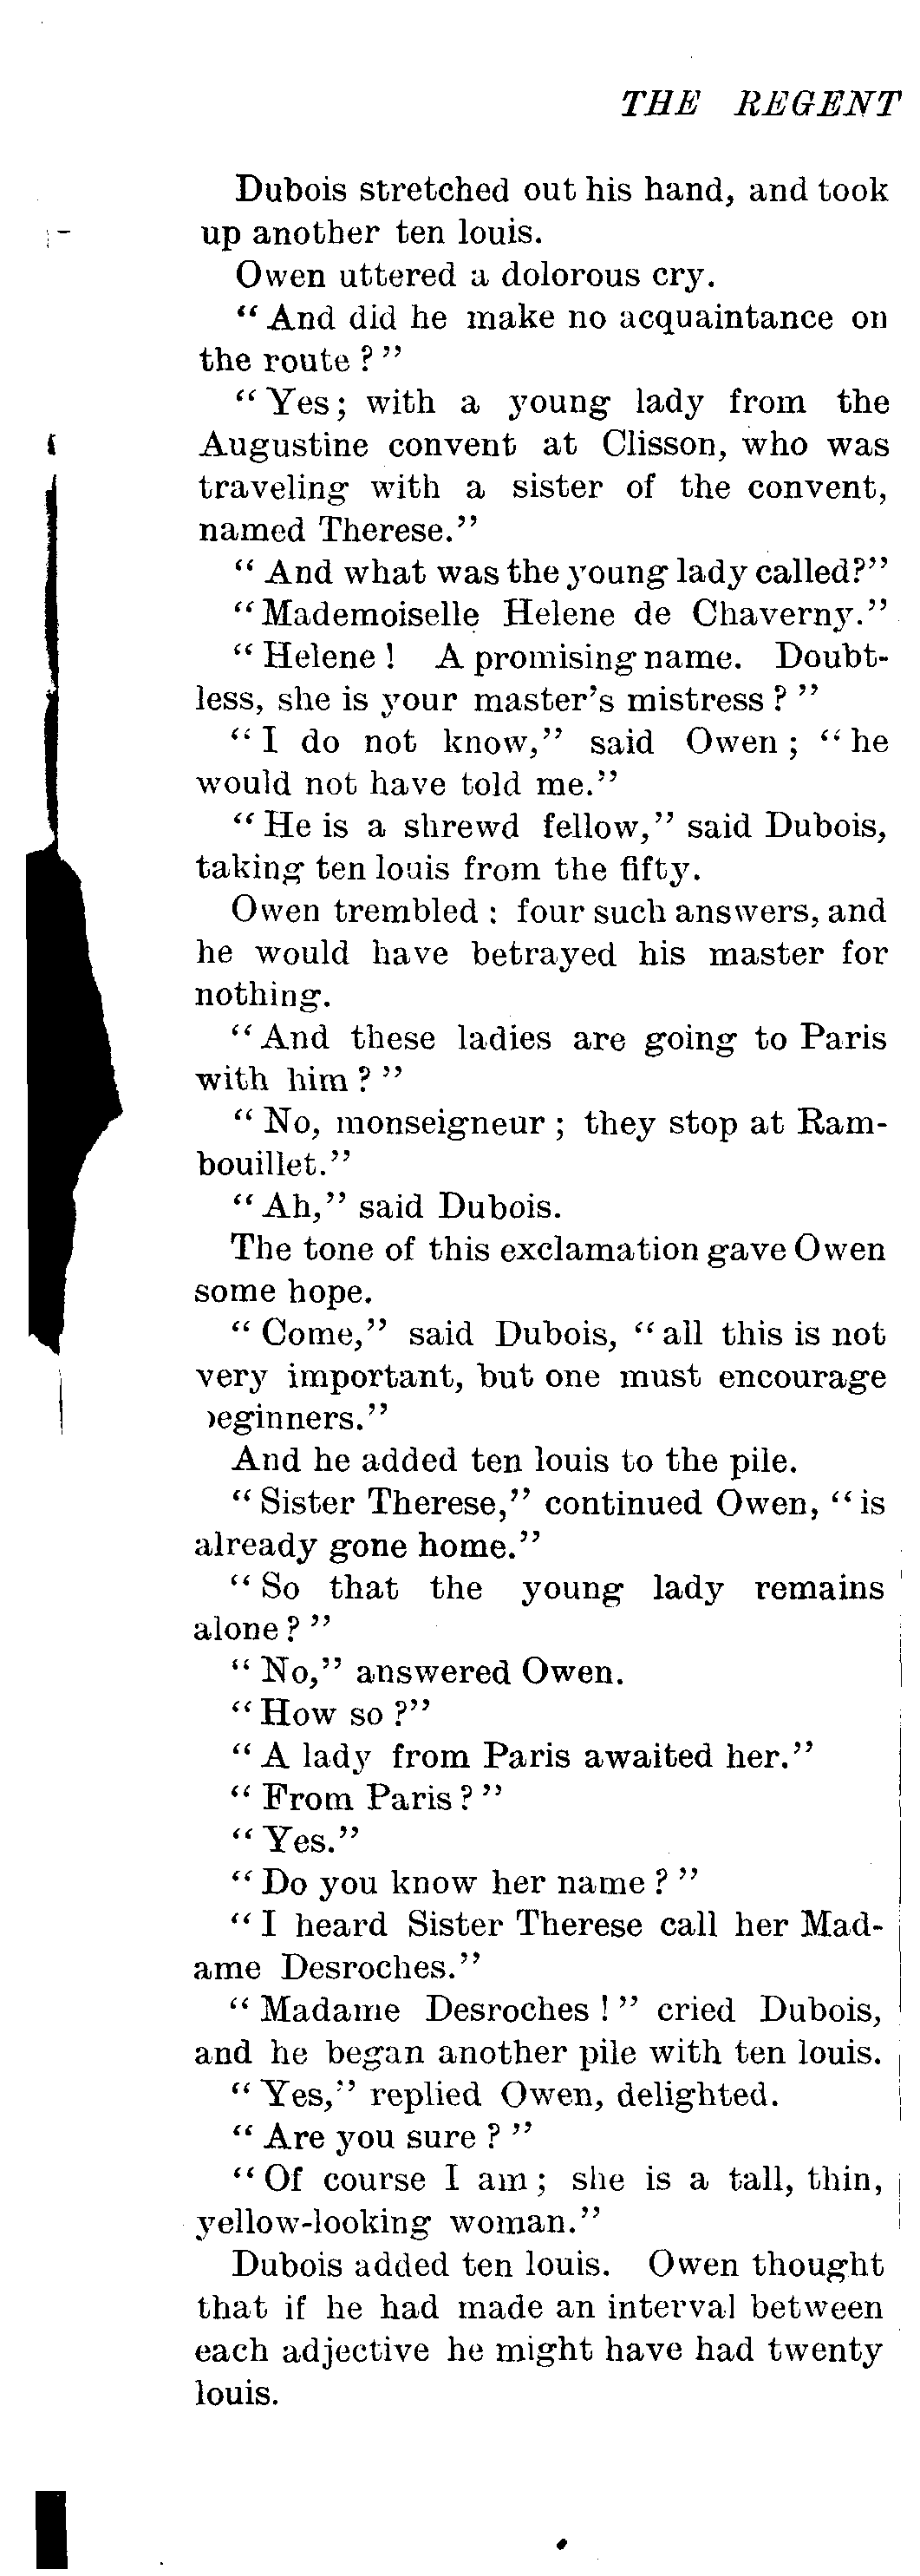 THE REGENT
Dubois stretched out his hand, and took
up another ten louis.
Owen uttered a dolorous cry.
“And did he make no acquaintance on
the route?”
“Yes; with a young lady from the
Augustine convent at Clisson, who was
traveling with a sister of the convent,
named Therese.”
“And what was the young lady called?”
“Mademoiselle Helene de Chaverny.”
“Helene! A promising name. Doubt-
less, she is your master’s mistress?”
“I do not know,” said Owen; “he
would not have told me.”
“He is a shrewd fellow,” said Dubois,
taking ten louis from the fifty.
Owen trembled: four such answers, and
he would have betrayed his master for
nothing.
“And these ladies are going to Paris
with him?”
“No, monseigneur; they stop at Ram-
bouillet.”
“Ah,” said Dubois.
The tone of this exclamation gave Owen
some hope.
“Come,” said Dubois, “all this is not
very important, but one must encourage
beginners.”
And he added ten louis to the pile.
“Sister Therese,” continued Owen, “is
already gone home.”
“So that the young lady remains
alone?”
“No,” answered Owen.
“How so?”
“A lady from Paris awaited her.”
“From Paris?”
“Yes.”
“Do you know her name?”
“I heard Sister Therese call her Mad-
ame Desroches.”
“Madame Desroches!” cried Dubois,
and he began another pile with ten louis.
“Yes,” replied Owen, delighted.
“Are you sure?”
“Of course I am; she is a tall, thin,
yellow-looking woman.”
Dubois added ten louis. Owen thought
that if he had made an interval between
each adjective he might have had twenty
louis.